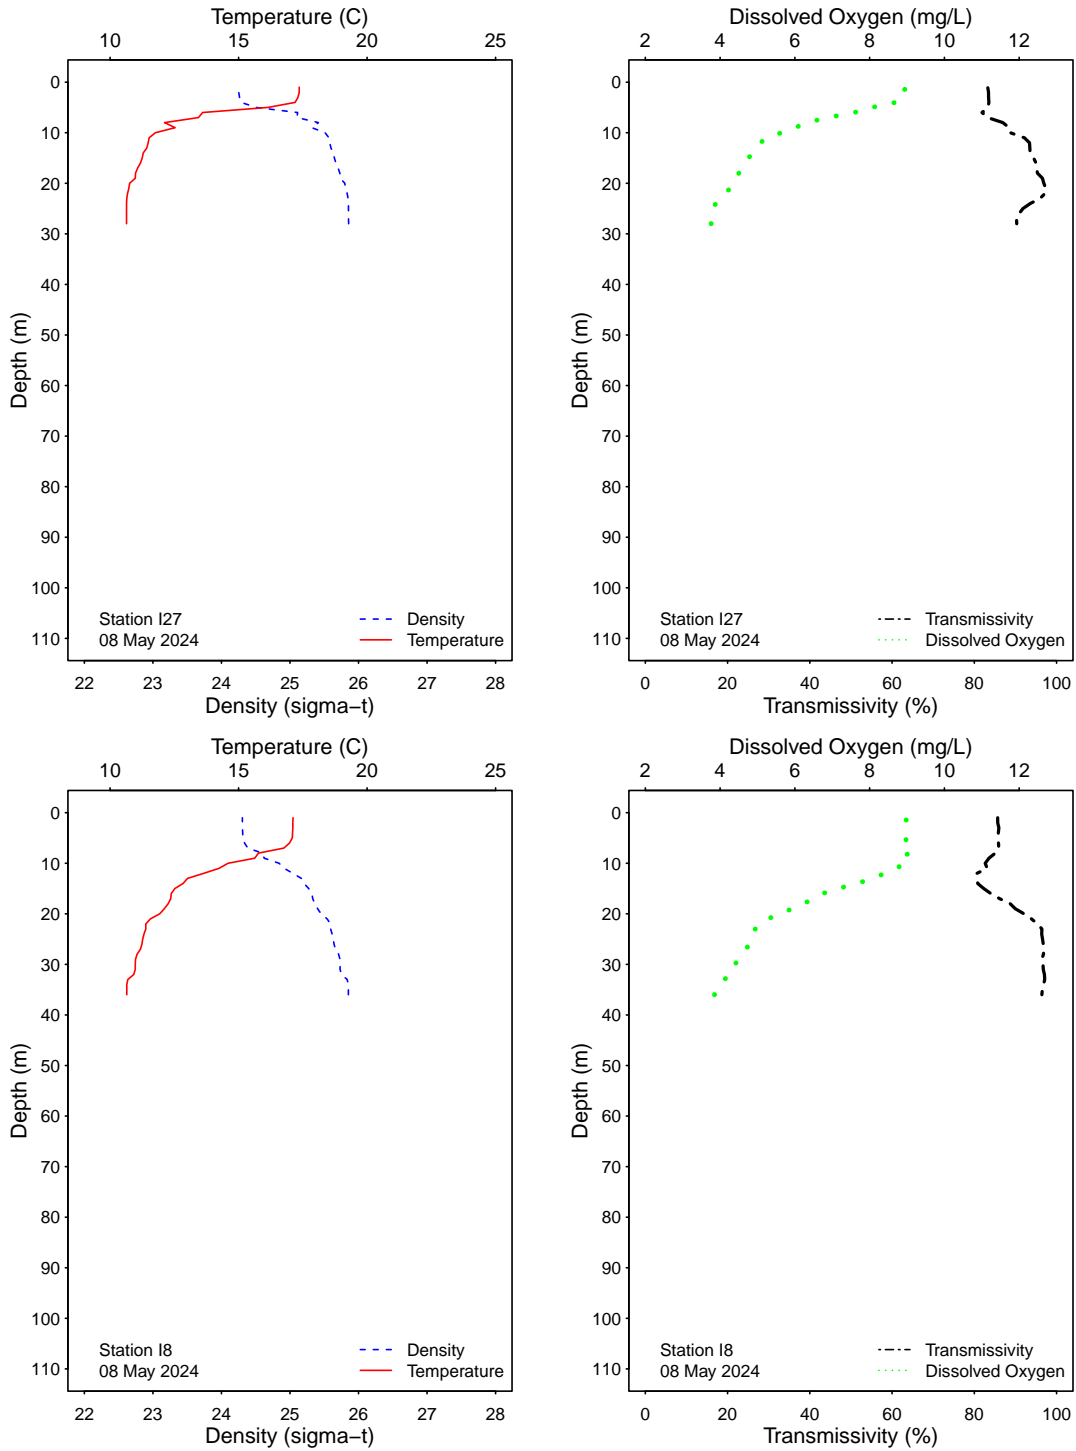 Temperature (C)
10 15 20 25
0
10
20
30
40
50
60
70
80
90
100
110
Depth (m)
Station I27
08 May 2024
Density
Temperature
22 23 24 25 26 27 28
Density (sigma−t)
Dissolved Oxygen (mg/L)
2 4 6 8 10 12
0
10
20
30
40
50
60
70
80
90
100
110
Depth (m)
Station I27
08 May 2024
Transmissivity
Dissolved Oxygen
0 20 40 60 80 100
Transmissivity (%)
Temperature (C)
10 15 20 25
0
10
20
30
40
50
60
70
80
90
100
110
Depth (m)
Station I8
08 May 2024
Density
Temperature
22 23 24 25 26 27 28
Density (sigma−t)
Dissolved Oxygen (mg/L)
2 4 6 8 10 12
0
10
20
30
40
50
60
70
80
90
100
110
Depth (m)
Station I8
08 May 2024
Transmissivity
Dissolved Oxygen
0 20 40 60 80 100
Transmissivity (%)